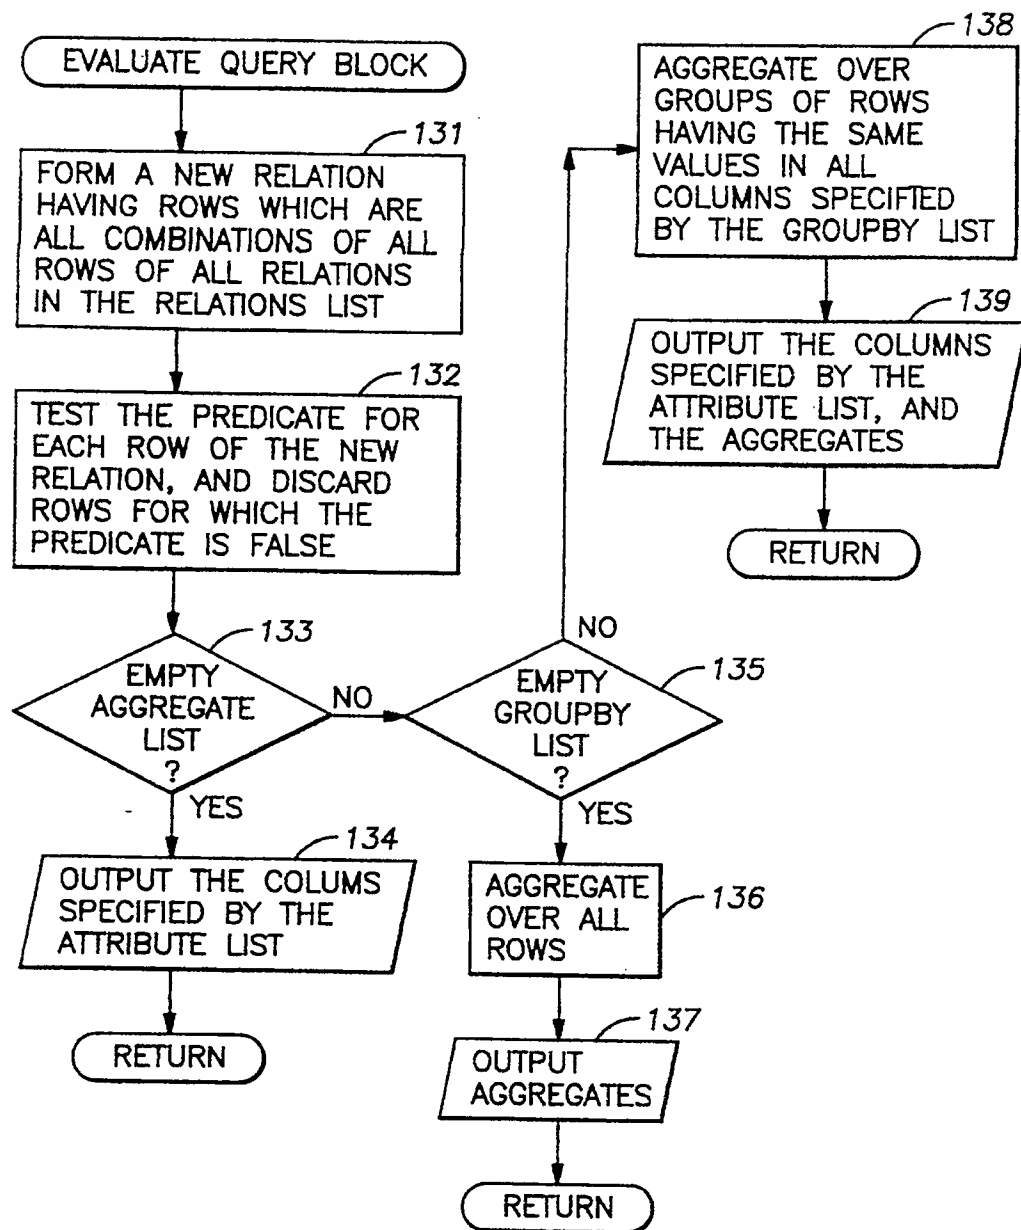 EVALUATE QUERY BLOCK
131
FORM A NEW RELATION
HAVING ROWS WHICH ARE
ALL COMBINATIONS OF ALL
ROWS OF ALL RELATIONS
IN THE RELATIONS LIST
132
TEST THE PREDICATE FOR
EACH ROW OF THE NEW
RELATION, AND DISCARD
ROWS FOR WHICH THE
PREDICATE IS FALSE
133
EMPTY
AGGREGATE
LIST
?
NO
YES
134
OUTPUT THE COLUMS
SPECIFIED BY THE
ATTRIBUTE LIST
RETURN
135
EMPTY
GROUPBY
LIST
?
NO
YES
136
AGGREGATE
OVER ALL
ROWS
137
OUTPUT
AGGREGATES
RETURN
138
AGGREGATE OVER
GROUPS OF ROWS
HAVING THE SAME
VALUES IN ALL
COLUMNS SPECIFIED
BY THE GROUPBY LIST
139
OUTPUT THE COLUMNS
SPECIFIED BY THE
ATTRIBUTE LIST, AND
THE AGGREGATES
RETURN